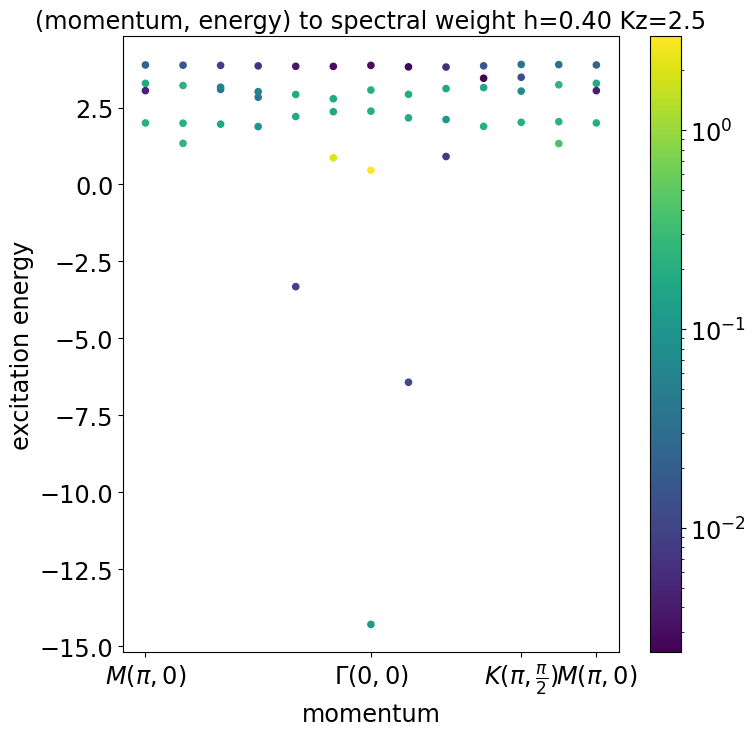 (momentum, energy) to spectral weight h=0.40 Kz=2.5
excitation energy
2.5
0.0
−2.5
−5.0
−7.5
−10.0
−12.5
−15.0
M(π, 0)
Γ(0, 0)
K(π, π/2)
M(π, 0)
momentum
10⁰
10⁻¹
10⁻²